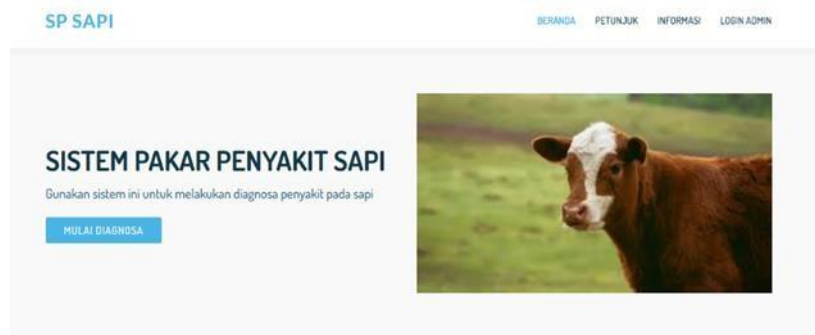 SP SAPI
BERANDA PETUNJUK INFORMASI LOGIN ADMIN
SISTEM PAKAR PENYAKIT SAPI
Gunakan sistem ini untuk melakukan diagnosa penyakit pada sapi
MULAI DIAGNOSA